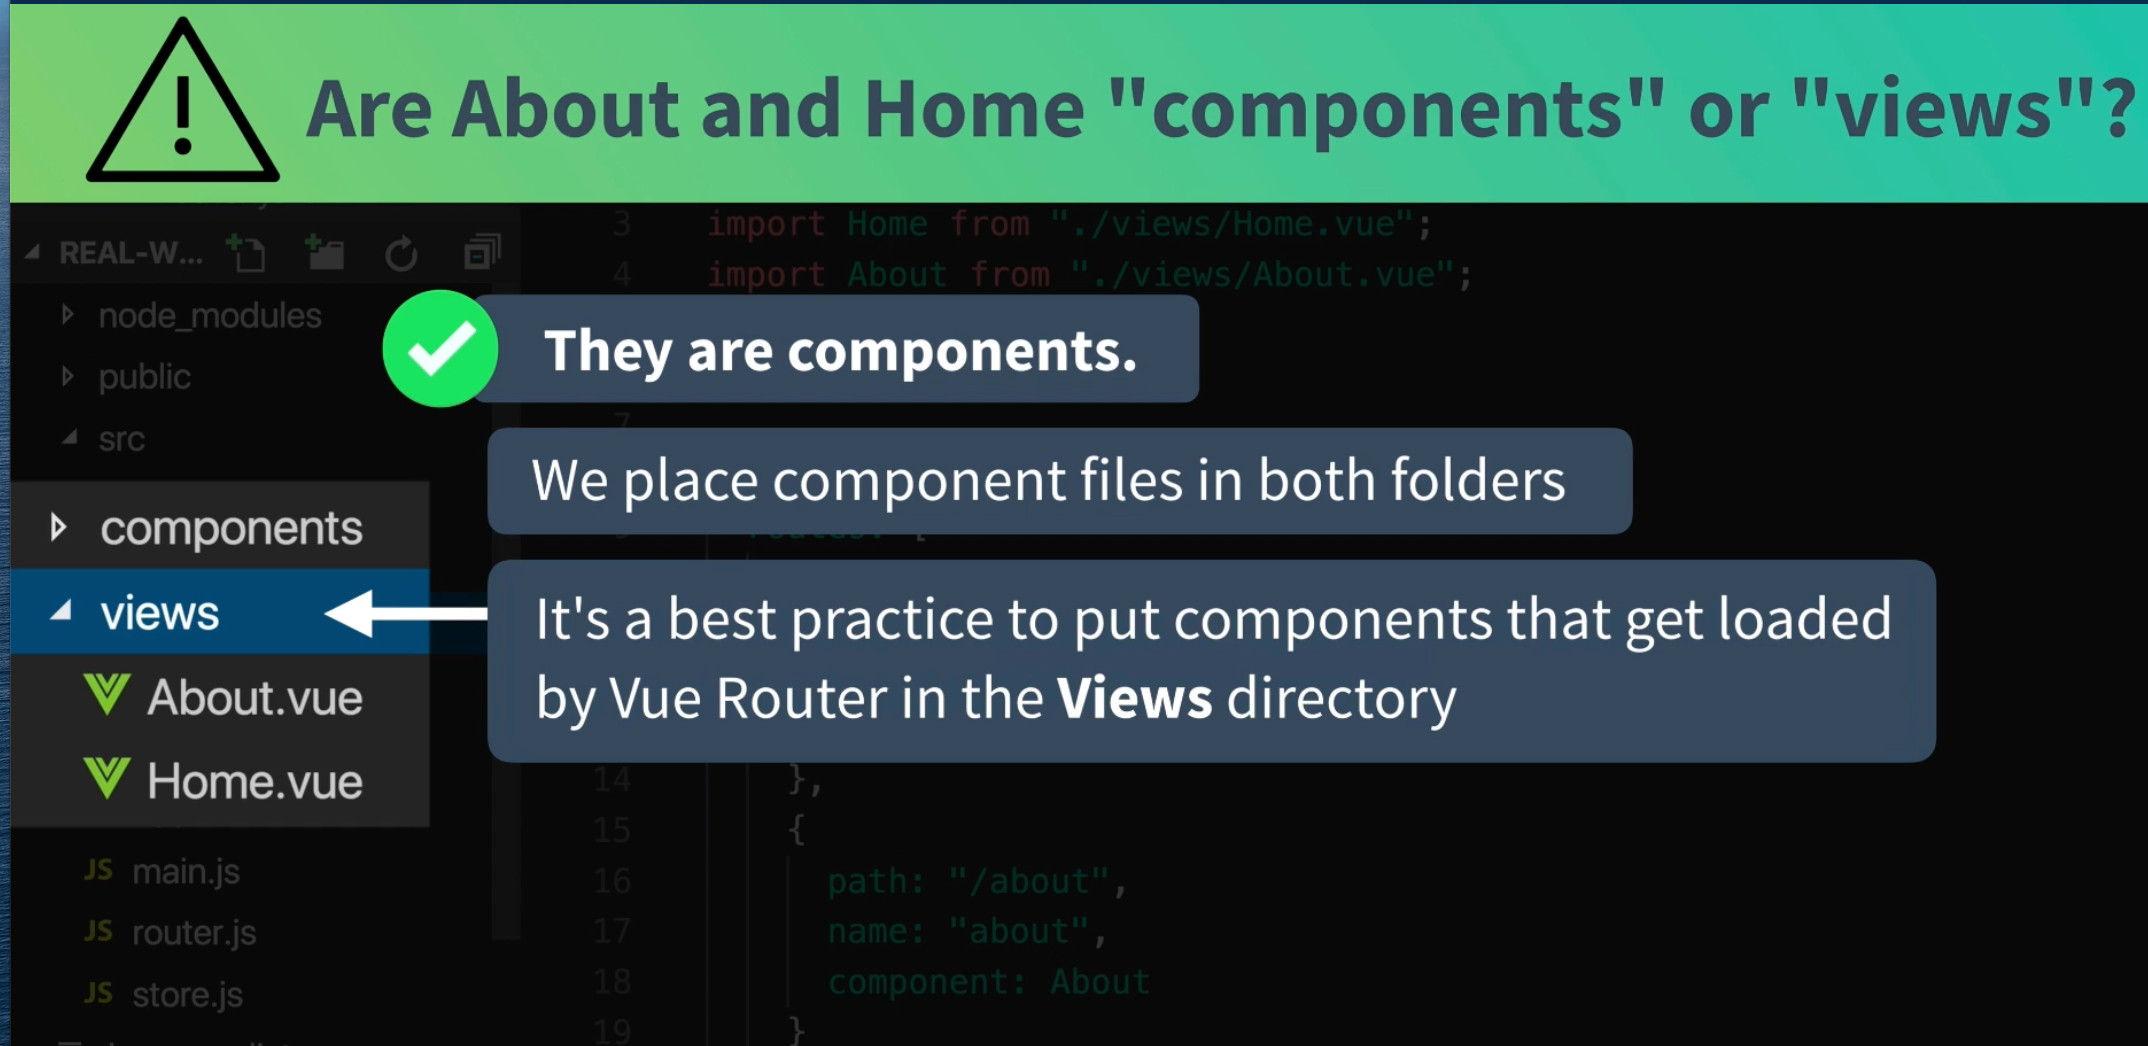 Are About and Home "components" or "views"?
REAL-W...
node_modules
public
src
components
views
About.vue
Home.vue
JS main.js
JS router.js
JS store.js
3 import Home from "./views/Home.vue";
4 import About from "./views/About.vue";
They are components.
7
We place component files in both folders
routes: [
It's a best practice to put components that get loaded
by Vue Router in the Views directory
14 },
15 {
16 path: "/about",
17 name: "about",
18 component: About
19 }